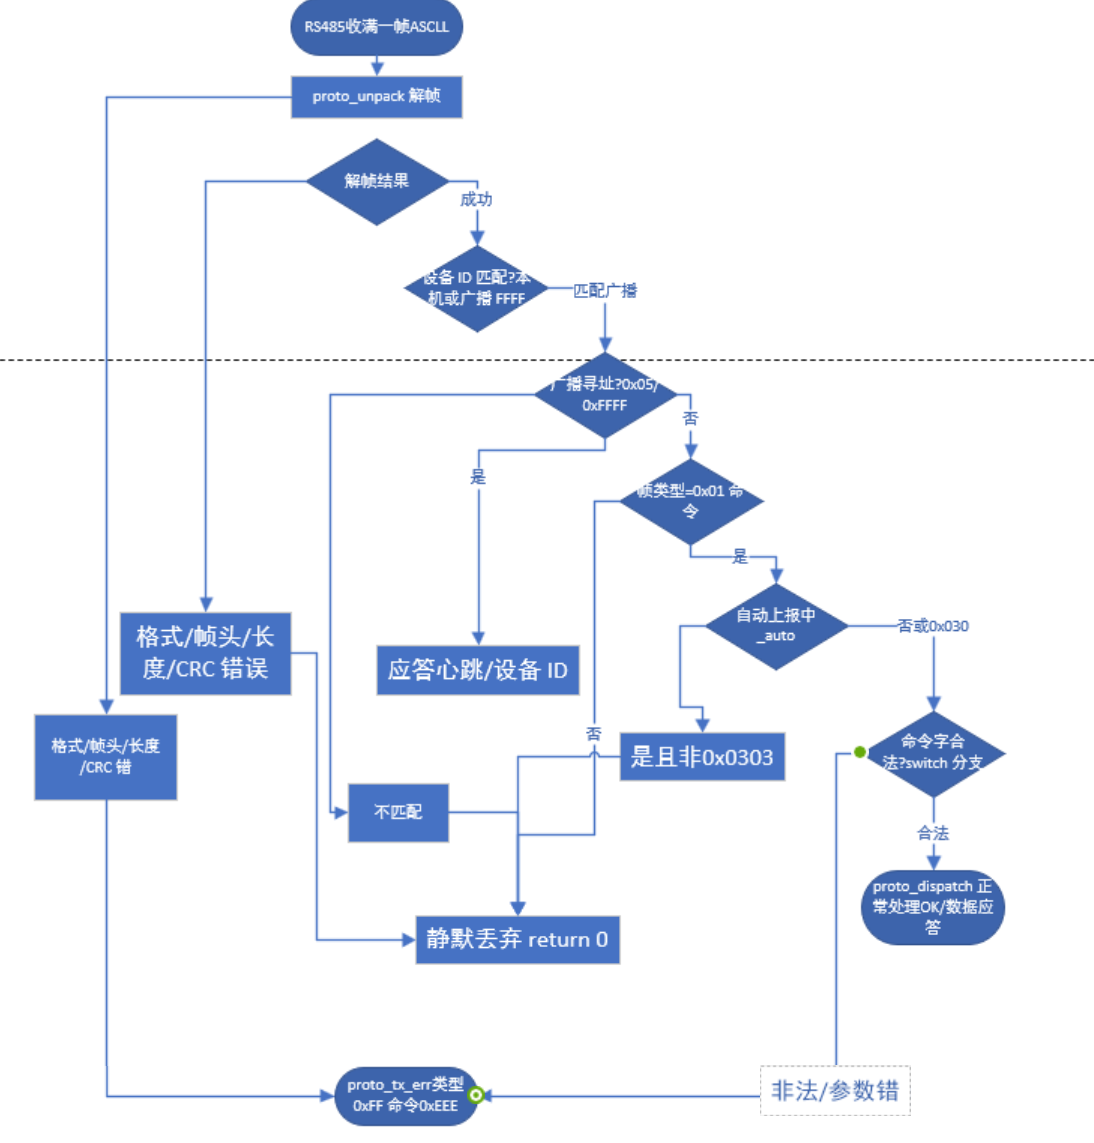 RS485收满一帧ASCLL
proto_unpack 解帧
解帧结果
成功
设备 ID 匹配?本
机或广播 FFFF
匹配广播
广播寻址?0x05/
0xFFFF
否
是
帧类型=0x01 命
令
是
自动上报中
_auto
否或0x030
格式/帧头/长
度/CRC 错误
应答心跳/设备 ID
格式/帧头/长度
/CRC 错
否
是且非0x0303
命令字合
法?switch 分支
不匹配
合法
proto_dispatch 正
常处理OK/数据应
答
静默丢弃 return 0
proto_tx_err类型
0xFF 命令0xEEE
非法/参数错